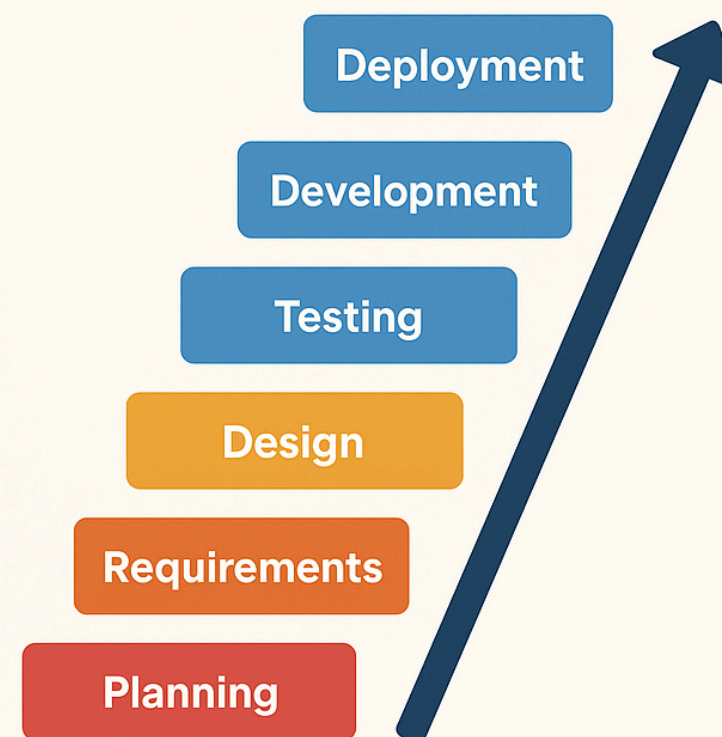 Deployment
Development
Testing
Design
Requirements
Planning